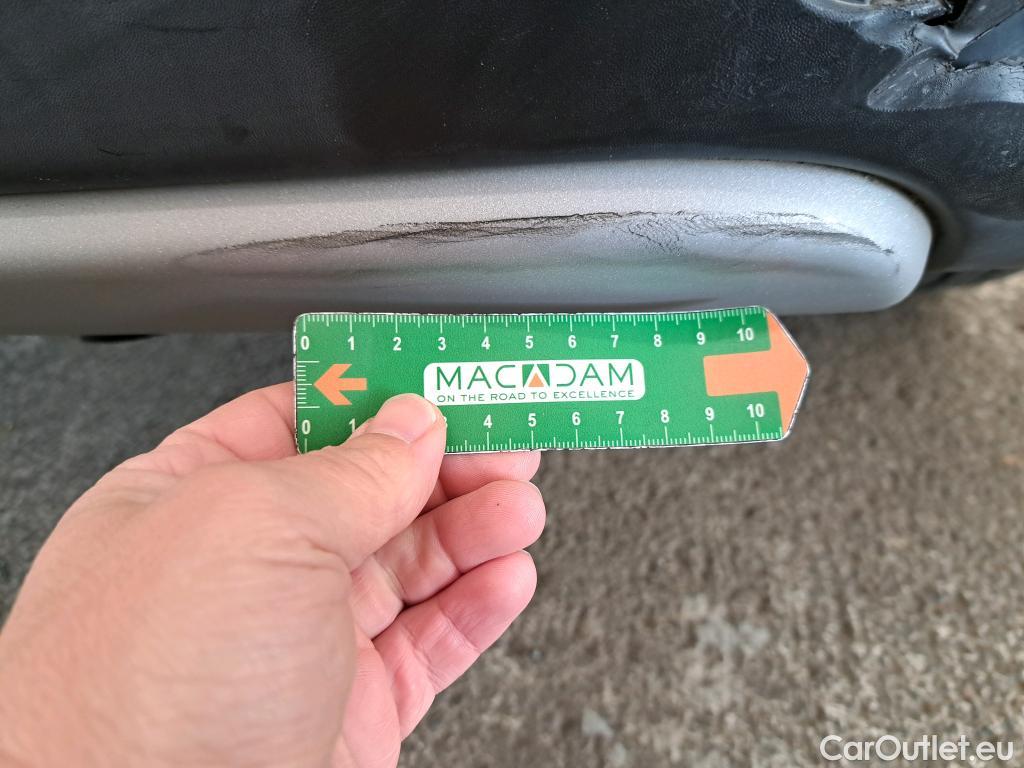 0 1 2 3 4 5 6 7 8 9 10
MACADAM
ON THE ROAD TO EXCELLENCE
0 1 4 5 6 7 8 9 10
CarOutlet.eu